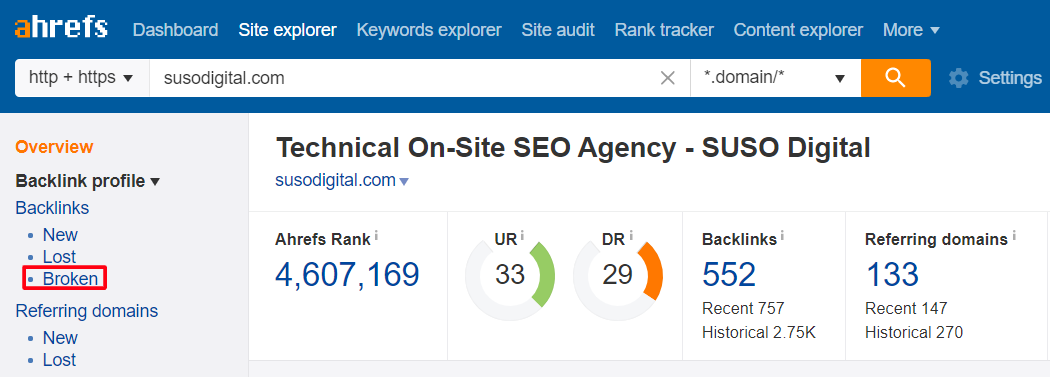 ahrefs Dashboard Site explorer Keywords explorer Site audit Rank tracker Content explorer More
http + https susodigital.com *.domain/* Settings
Overview
Backlink profile
Backlinks
New
Lost
Broken
Referring domains
New
Lost
Technical On-Site SEO Agency - SUSO Digital
susodigital.com
Ahrefs Rank i
4,607,169
UR i
33
DR i
29
Backlinks i
552
Recent 757
Historical 2.75K
Referring domains i
133
Recent 147
Historical 270